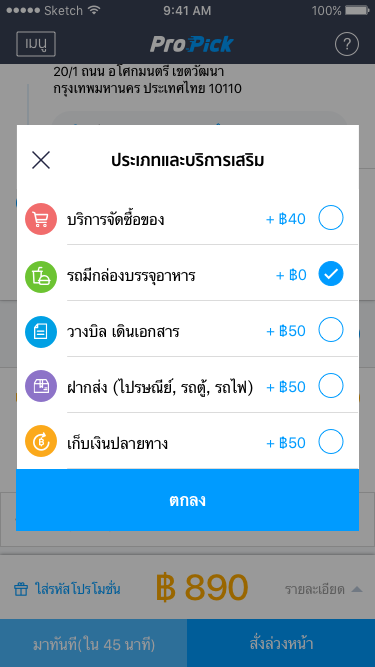 Sketch
9:41 AM
100%
เมนู
ProPick
?
20/1 ถนน อโศกมนตรี เขตวัฒนา
กรุงเทพมหานคร ประเทศไทย 10110
ประเภทและบริการเสริม
บริการจัดซื้อของ + ฿40
รถมีกล่องบรรจุอาหาร + ฿0
วางบิล เดินเอกสาร + ฿50
ฝากส่ง (ไปรษณีย์, รถตู้, รถไฟ) + ฿50
เก็บเงินปลายทาง + ฿50
ตกลง
ใส่รหัสโปรโมชั่น ฿ 890 รายละเอียด
มาทันที(ใน 45 นาที) สั่งล่วงหน้า